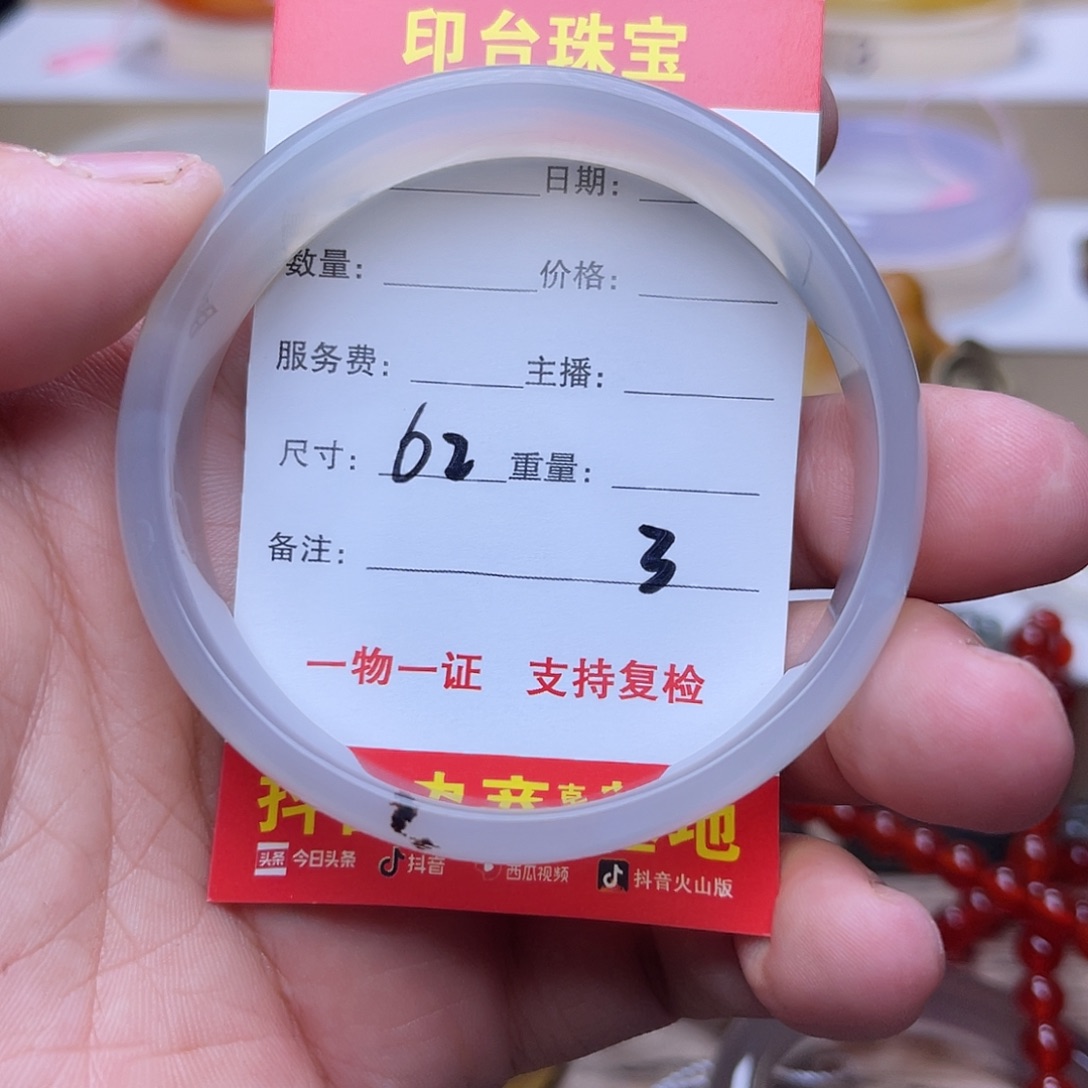 印台珠宝
日期:
数量: 价格:
服务费: 主播:
尺寸: 62 重量:
备注: 3
一物一证 支持复检
头条 今日头条 抖音 西瓜视频 抖音火山版